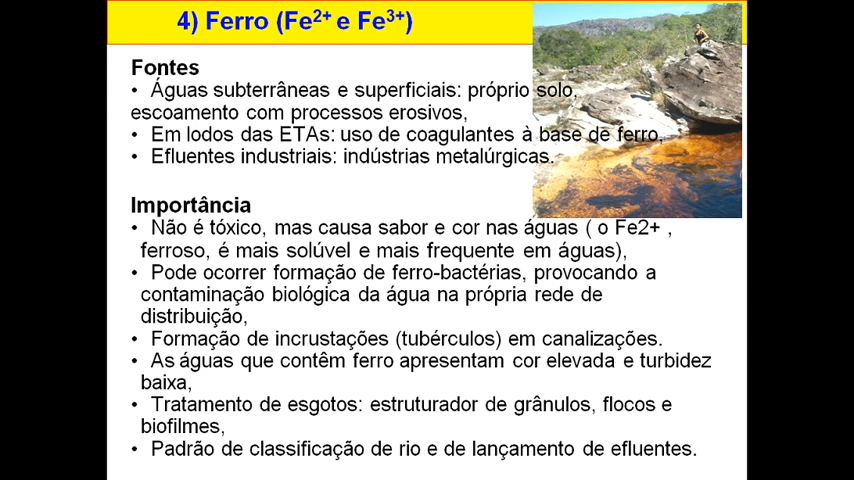 4) Ferro (Fe2+ e Fe3+)
Fontes
• Águas subterrâneas e superficiais: próprio solo,
escoamento com processos erosivos,
• Em lodos das ETAs: uso de coagulantes à base de ferro,
• Efluentes industriais: indústrias metalúrgicas.
Importância
• Não é tóxico, mas causa sabor e cor nas águas ( o Fe2+ ,
ferroso, é mais solúvel e mais frequente em águas),
• Pode ocorrer formação de ferro-bactérias, provocando a
contaminação biológica da água na própria rede de
distribuição,
• Formação de incrustações (tubérculos) em canalizações.
• As águas que contêm ferro apresentam cor elevada e turbidez
baixa,
• Tratamento de esgotos: estruturador de grânulos, flocos e
biofilmes,
• Padrão de classificação de rio e de lançamento de efluentes.